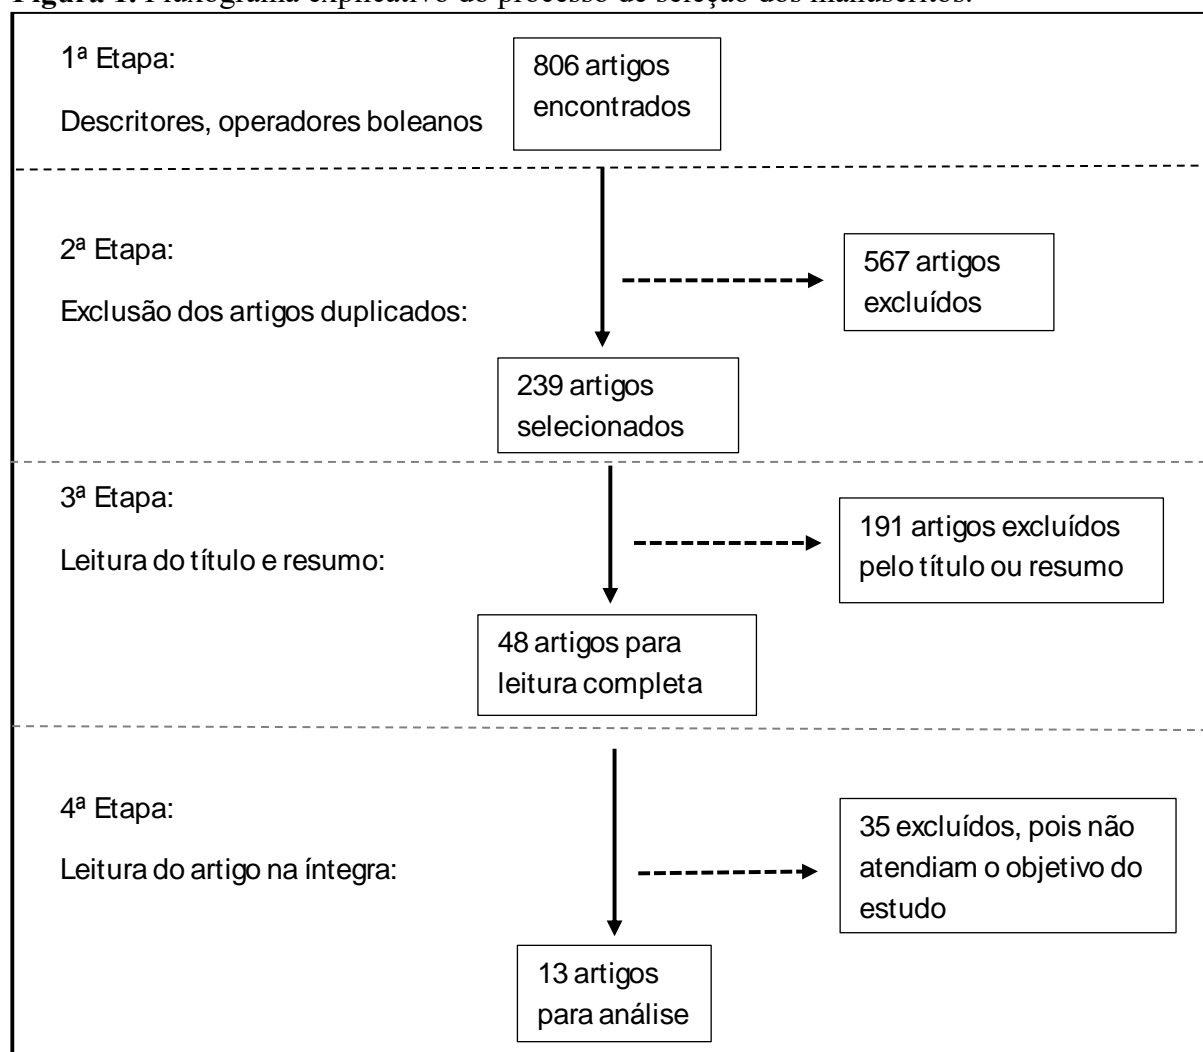 Figura 1. Fluxograma explicativo do processo de seleção dos manuscritos.
1ª Etapa:
Descritores, operadores boleanos
806 artigos
encontrados
2ª Etapa:
Exclusão dos artigos duplicados:
567 artigos
excluídos
239 artigos
selecionados
3ª Etapa:
Leitura do título e resumo:
191 artigos excluídos
pelo título ou resumo
48 artigos para
leitura completa
4ª Etapa:
Leitura do artigo na íntegra:
35 excluídos, pois não
atendiam o objetivo do
estudo
13 artigos
para análise